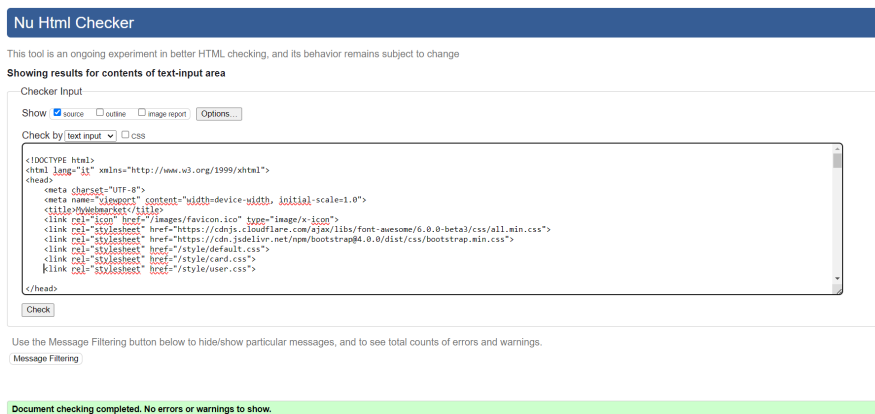 Nu Html Checker
This tool is an ongoing experiment in better HTML checking, and its behavior remains subject to change
Showing results for contents of text-input area
Checker Input
Show source outline image report Options...
Check by text input css
<!DOCTYPE html>
<html lang="it" xmlns="http://www.w3.org/1999/xhtml">
<head>
    <meta charset="UTF-8">
    <meta name="viewport" content="width=device-width, initial-scale=1.0">
    <title>MyWebmarket</title>
    <link rel="icon" href="/images/favicon.ico" type="image/x-icon">
    <link rel="stylesheet" href="https://cdnjs.cloudflare.com/ajax/libs/font-awesome/6.0.0-beta3/css/all.min.css">
    <link rel="stylesheet" href="https://cdn.jsdelivr.net/npm/bootstrap@4.0.0/dist/css/bootstrap.min.css">
    <link rel="stylesheet" href="/style/default.css">
    <link rel="stylesheet" href="/style/card.css">
    <link rel="stylesheet" href="/style/user.css">
</head>
Check
Use the Message Filtering button below to hide/show particular messages, and to see total counts of errors and warnings.
Message Filtering
Document checking completed. No errors or warnings to show.